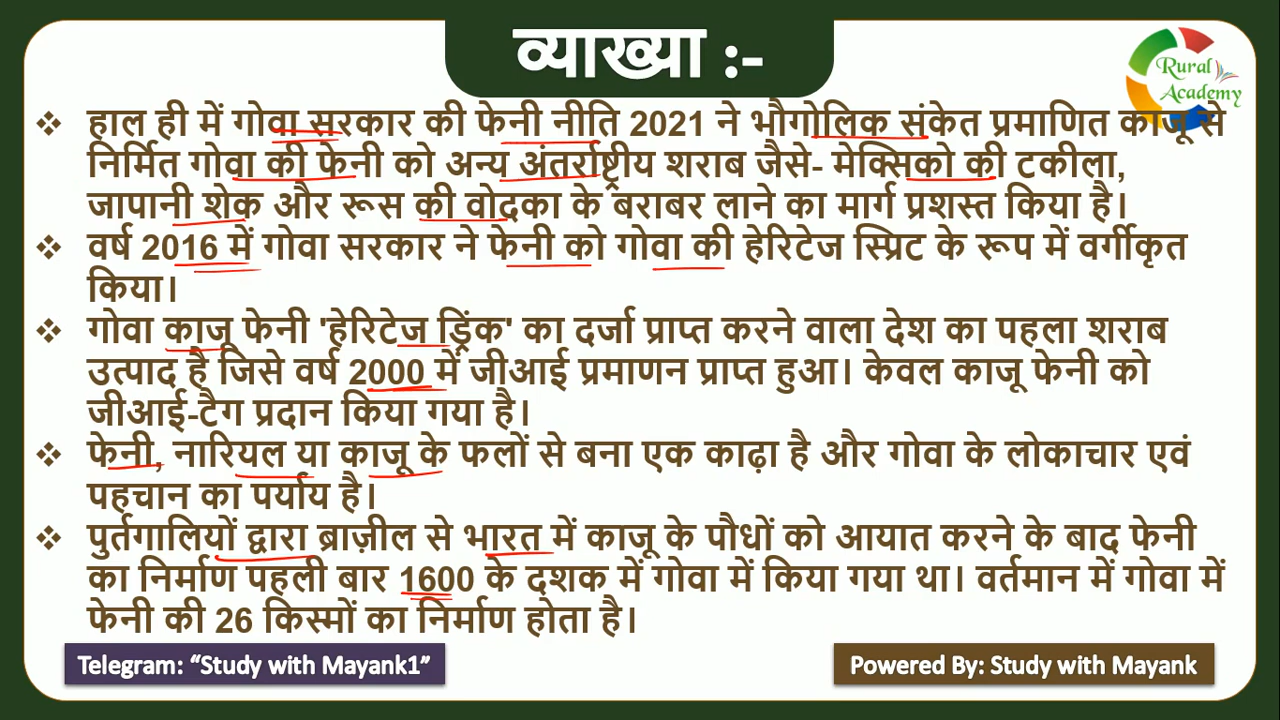 व्याख्या :-
Rural
Academy
❖ हाल ही में गोवा सरकार की फेनी नीति 2021 ने भौगोलिक संकेत प्रमाणित काजू से
निर्मित गोवा की फेनी को अन्य अंतर्राष्ट्रीय शराब जैसे- मेक्सिको की टकीला,
जापानी शेक और रूस की वोदका के बराबर लाने का मार्ग प्रशस्त किया है।
❖ वर्ष 2016 में गोवा सरकार ने फेनी को गोवा की हेरिटेज स्प्रिट के रूप में वर्गीकृत
किया।
❖ गोवा काजू फेनी 'हेरिटेज ड्रिंक' का दर्जा प्राप्त करने वाला देश का पहला शराब
उत्पाद है जिसे वर्ष 2000 में जीआई प्रमाणन प्राप्त हुआ। केवल काजू फेनी को
जीआई-टैग प्रदान किया गया है।
❖ फेनी, नारियल या काजू के फलों से बना एक काढ़ा है और गोवा के लोकाचार एवं
पहचान का पर्याय है।
❖ पुर्तगालियों द्वारा ब्राज़ील से भारत में काजू के पौधों को आयात करने के बाद फेनी
का निर्माण पहली बार 1600 के दशक में गोवा में किया गया था। वर्तमान में गोवा में
फेनी की 26 किस्मों का निर्माण होता है।
Telegram: “Study with Mayank1”
Powered By: Study with Mayank